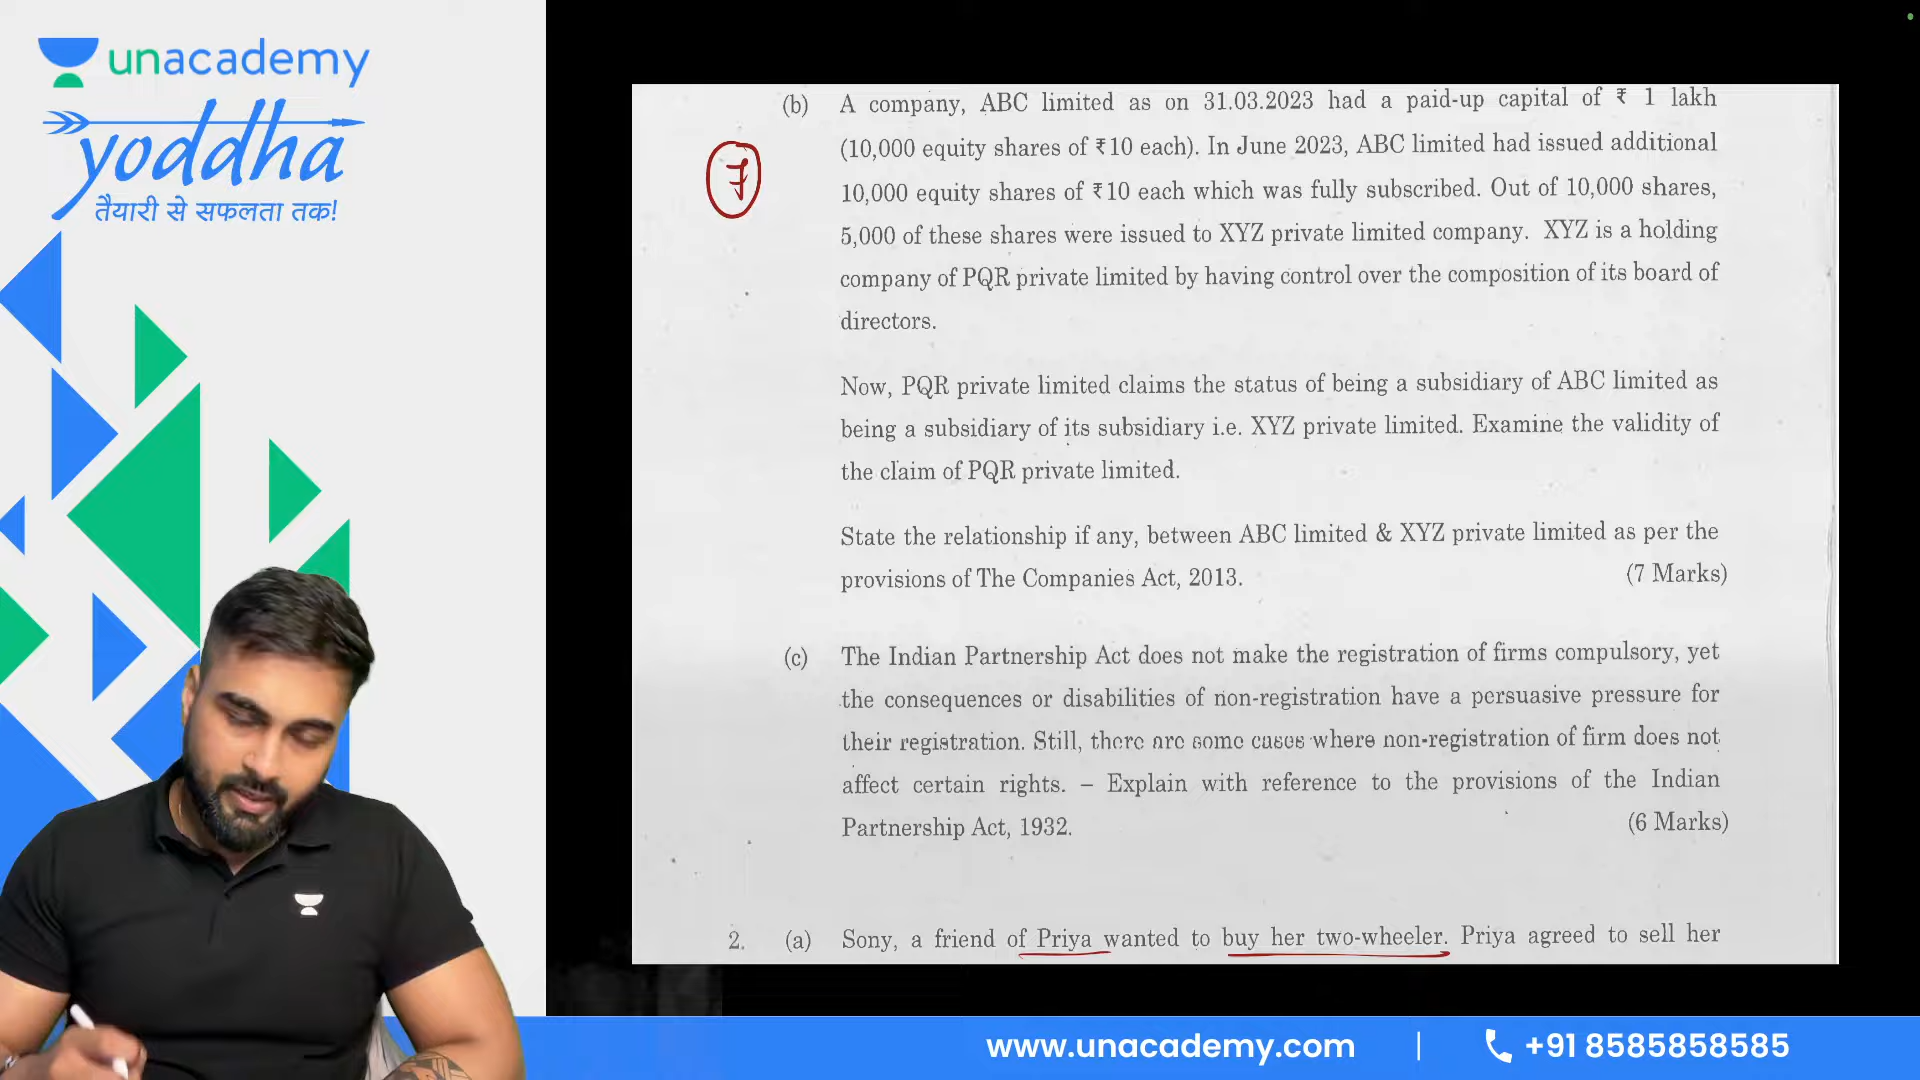 unacademy
yoddha
तैयारी से सफलता तक!
(b) A company, ABC limited as on 31.03.2023 had a paid-up capital of ₹ 1 lakh
(10,000 equity shares of ₹10 each). In June 2023, ABC limited had issued additional
10,000 equity shares of ₹10 each which was fully subscribed. Out of 10,000 shares,
5,000 of these shares were issued to XYZ private limited company. XYZ is a holding
company of PQR private limited by having control over the composition of its board of
directors.
Now, PQR private limited claims the status of being a subsidiary of ABC limited as
being a subsidiary of its subsidiary i.e. XYZ private limited. Examine the validity of
the claim of PQR private limited.
State the relationship if any, between ABC limited & XYZ private limited as per the
provisions of The Companies Act, 2013. (7 Marks)
(c) The Indian Partnership Act does not make the registration of firms compulsory, yet
the consequences or disabilities of non-registration have a persuasive pressure for
their registration. Still, there are some cases where non-registration of firm does not
affect certain rights. – Explain with reference to the provisions of the Indian
Partnership Act, 1932. (6 Marks)
2. (a) Sony, a friend of Priya wanted to buy her two-wheeler. Priya agreed to sell her
www.unacademy.com | +91 8585858585